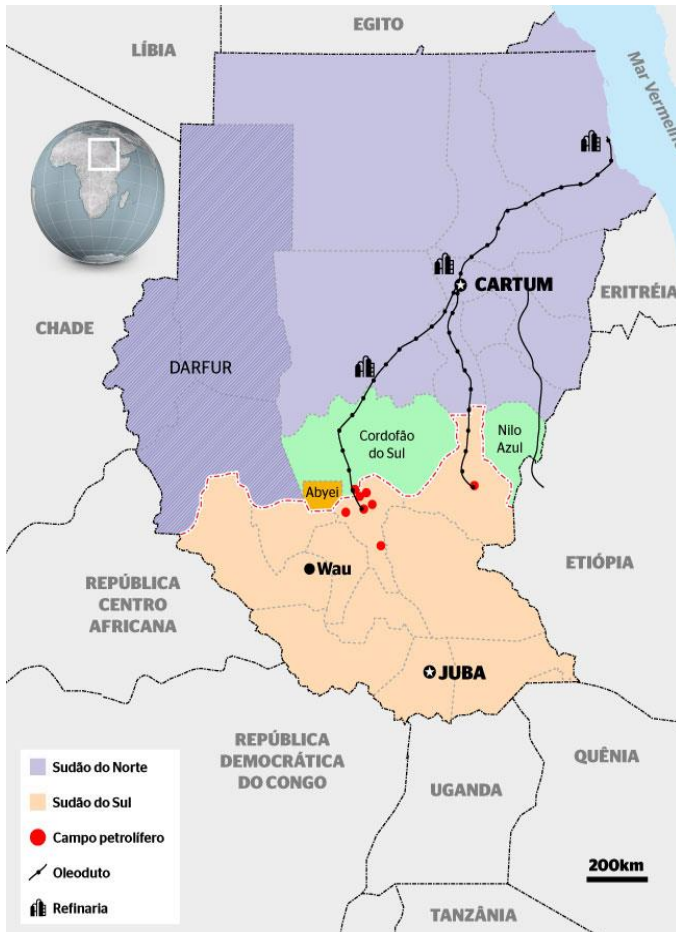 EGITO
LÍBIA
Mar Vermelho
CARTUM
ERITRÉIA
CHADE
DARFUR
Cordofão
do Sul
Nilo
Azul
Abyei
Wau
ETIÓPIA
REPÚBLICA
CENTRO
AFRICANA
JUBA
REPÚBLICA
DEMOCRÁTICA
DO CONGO
QUÊNIA
UGANDA
TANZÂNIA
Sudão do Norte
Sudão do Sul
Campo petrolífero
Oleoduto
Refinaria
200km